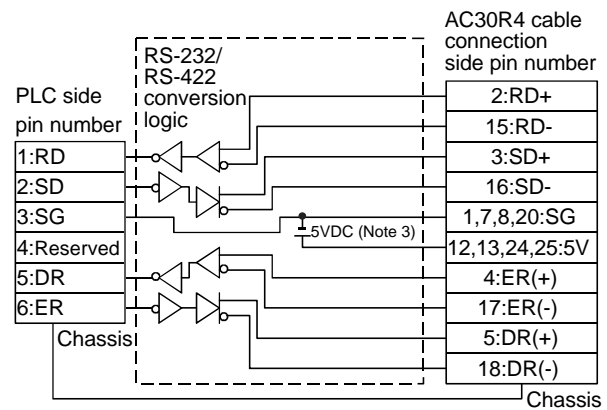 AC30R4 cable
connection
side pin number
RS-232/
RS-422
conversion
logic
PLC side
pin number
1:RD
2:SD
3:SG
4:Reserved
5:DR
6:ER
Chassis
5VDC (Note 3)
2:RD+
15:RD-
3:SD+
16:SD-
1,7,8,20:SG
12,13,24,25:5V
4:ER(+)
17:ER(-)
5:DR(+)
18:DR(-)
Chassis